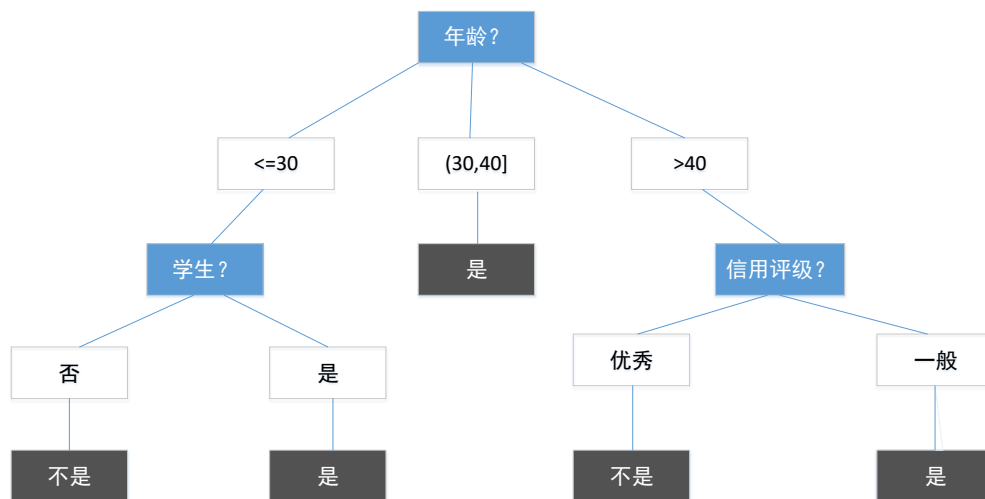 年龄？
<=30
(30,40]
>40
学生？
是
信用评级？
否
是
优秀
一般
不是
是
不是
是